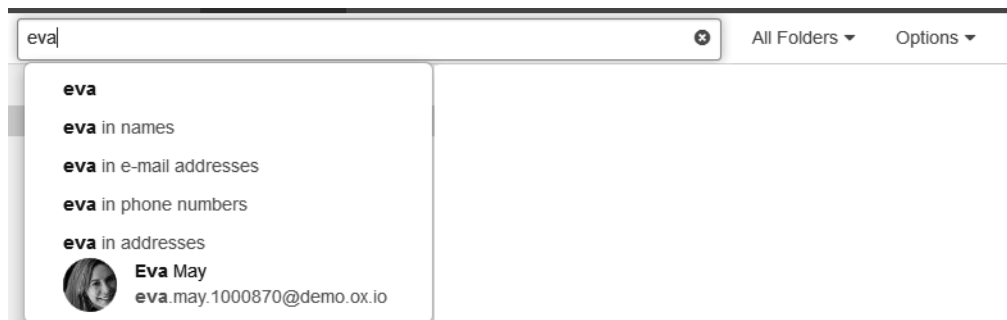 eva All Folders Options
eva
eva in names
eva in e-mail addresses
eva in phone numbers
eva in addresses
Eva May
eva.may.1000870@demo.ox.io